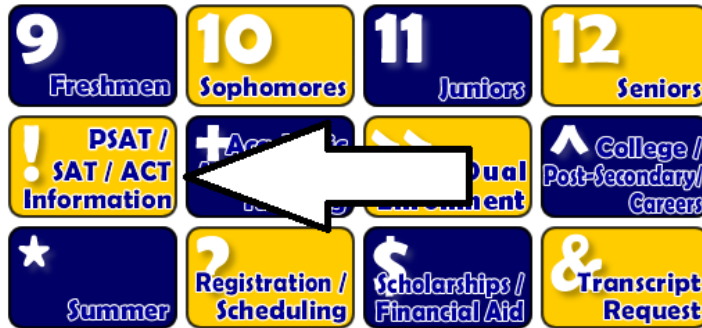 9
Freshmen
10
Sophomores
11
Juniors
12
Seniors
!
PSAT /
SAT / ACT
Information
+
"
Dual
^
College /
Post-Secondary/
Careers
*
Summer
?
Registration /
Scheduling
$
Scholarships /
Financial Aid
&
Transcript
Request